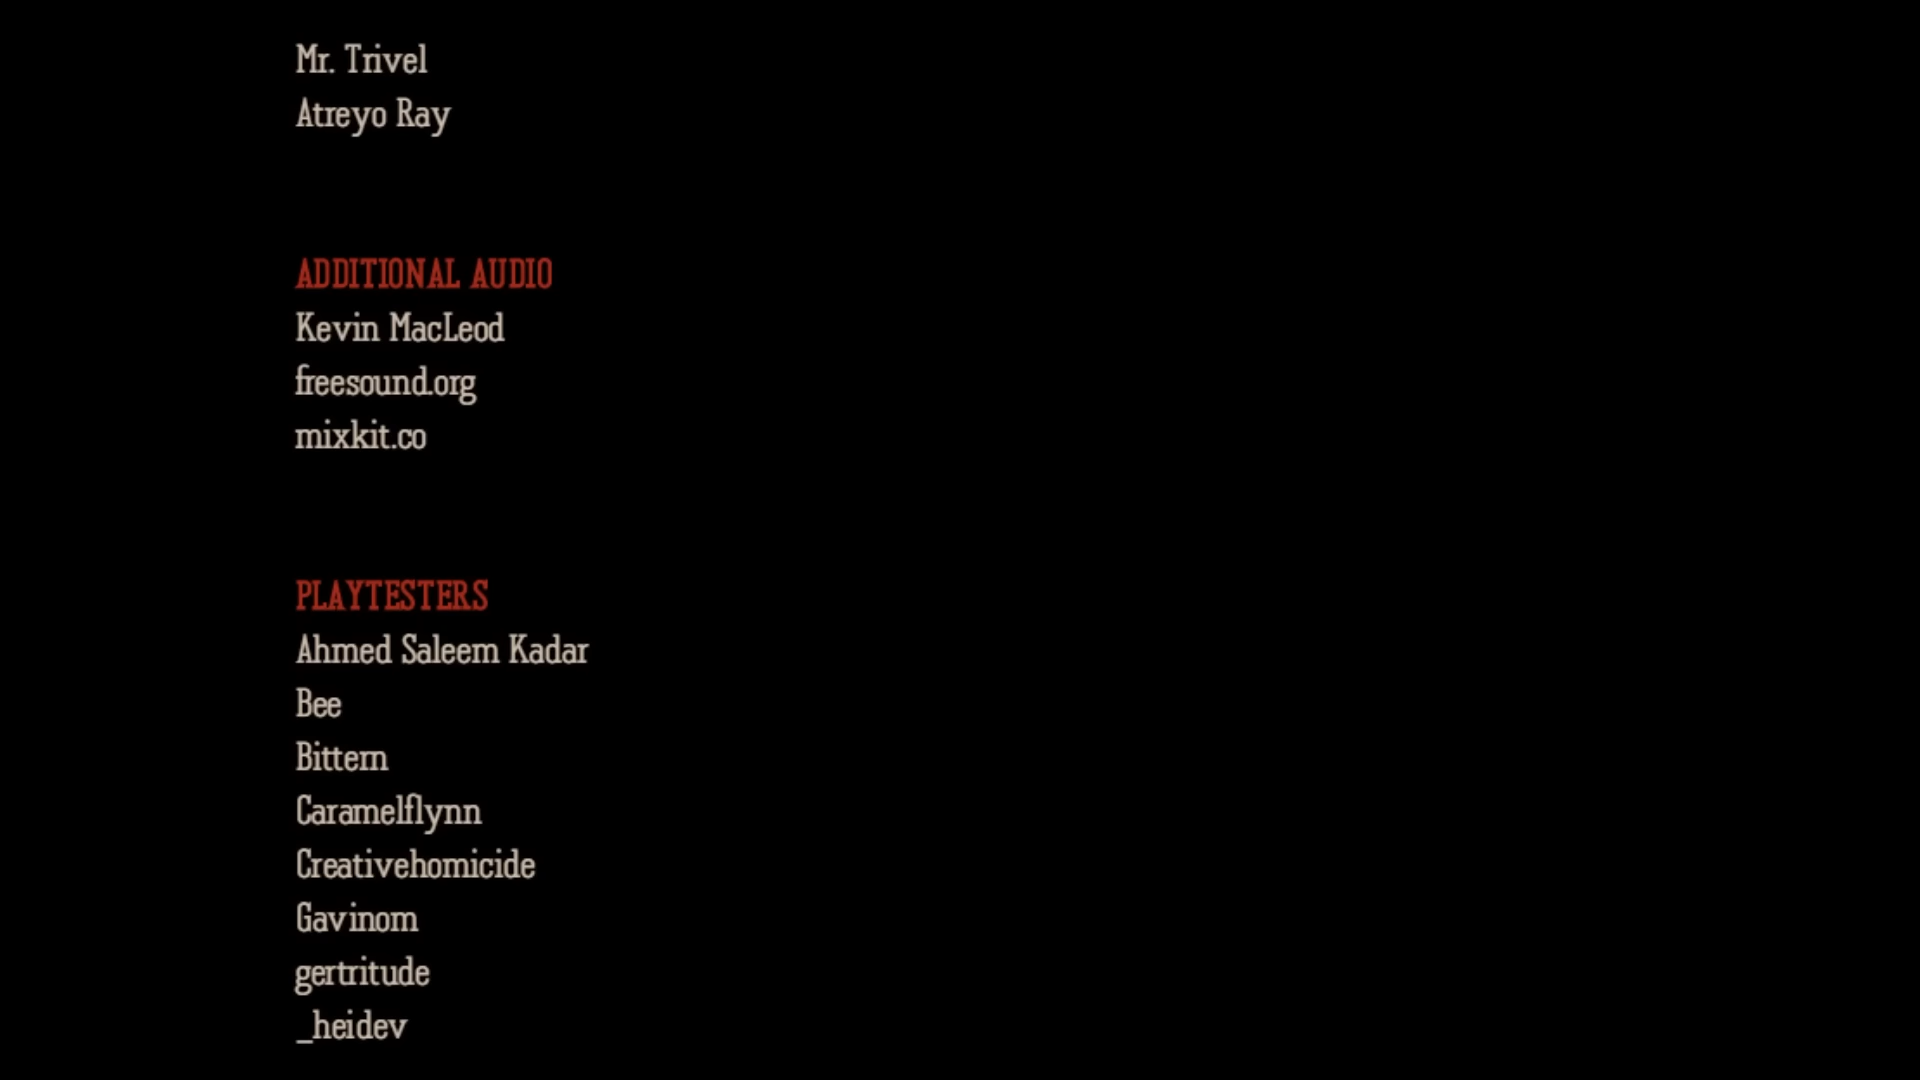 Mr. Trivel
Atreyo Ray
ADDITIONAL AUDIO
Kevin MacLeod
freesound.org
mixkit.co
PLAYTESTERS
Ahmed Saleem Kadar
Bee
Bittern
Caramelflynn
Creativehomicide
Gavinom
gertritude
_heidev